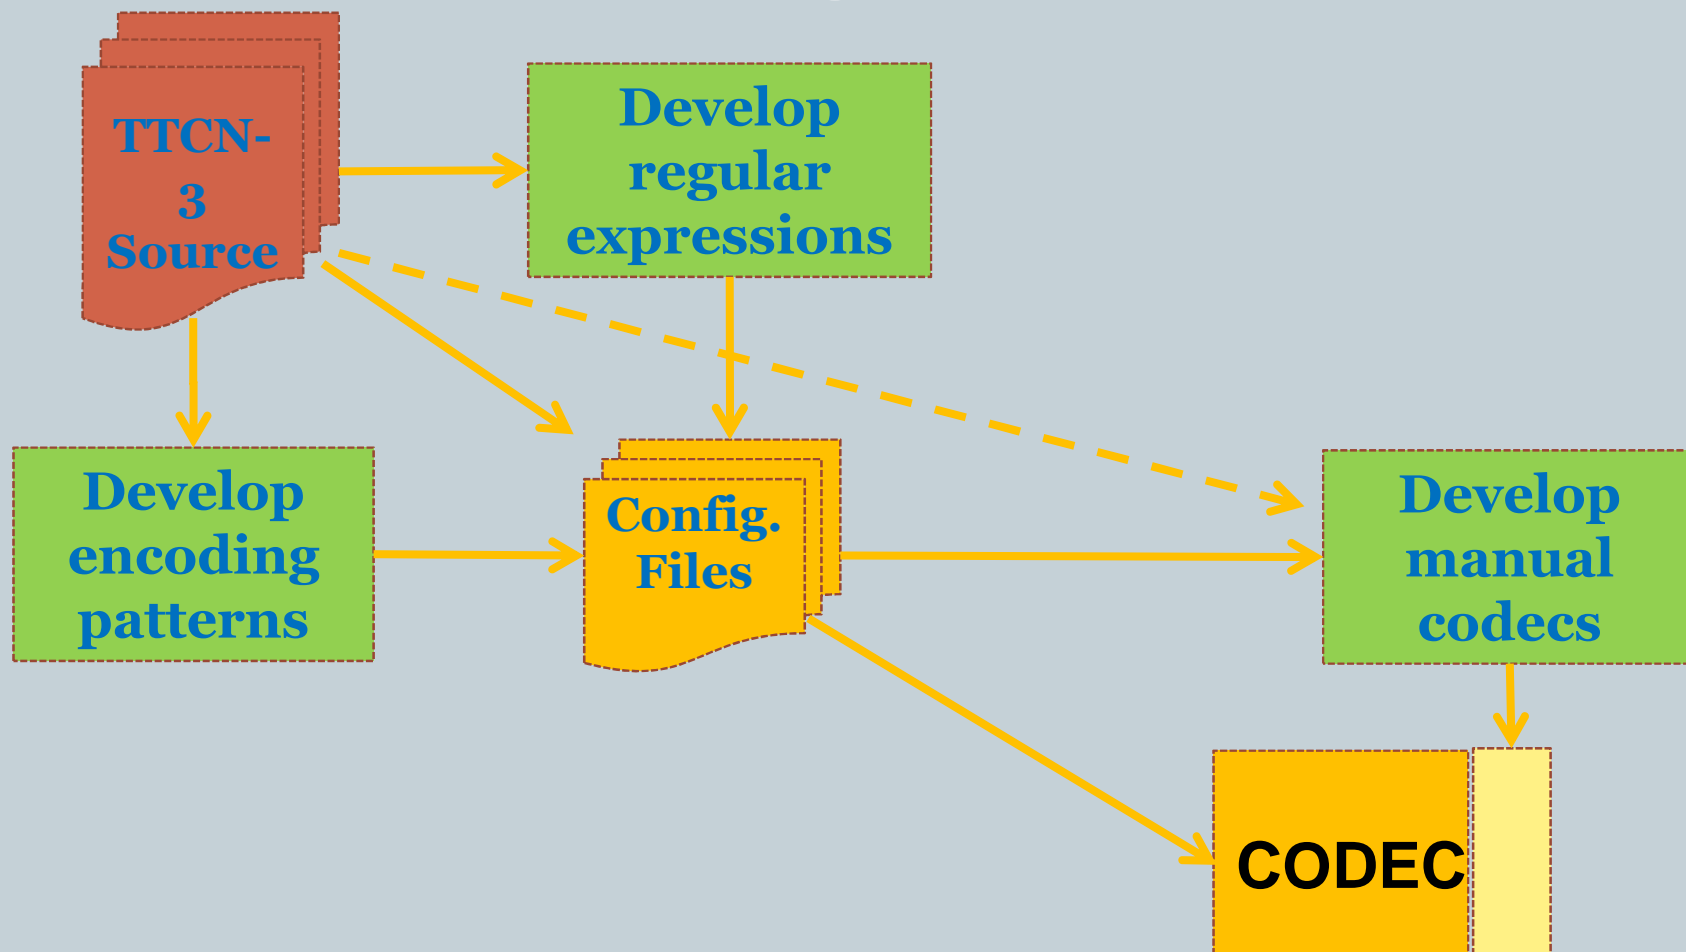 TTCN-
3
Source
Develop
regular
expressions
Develop
encoding
patterns
Config.
Files
Develop
manual
codecs
CODEC